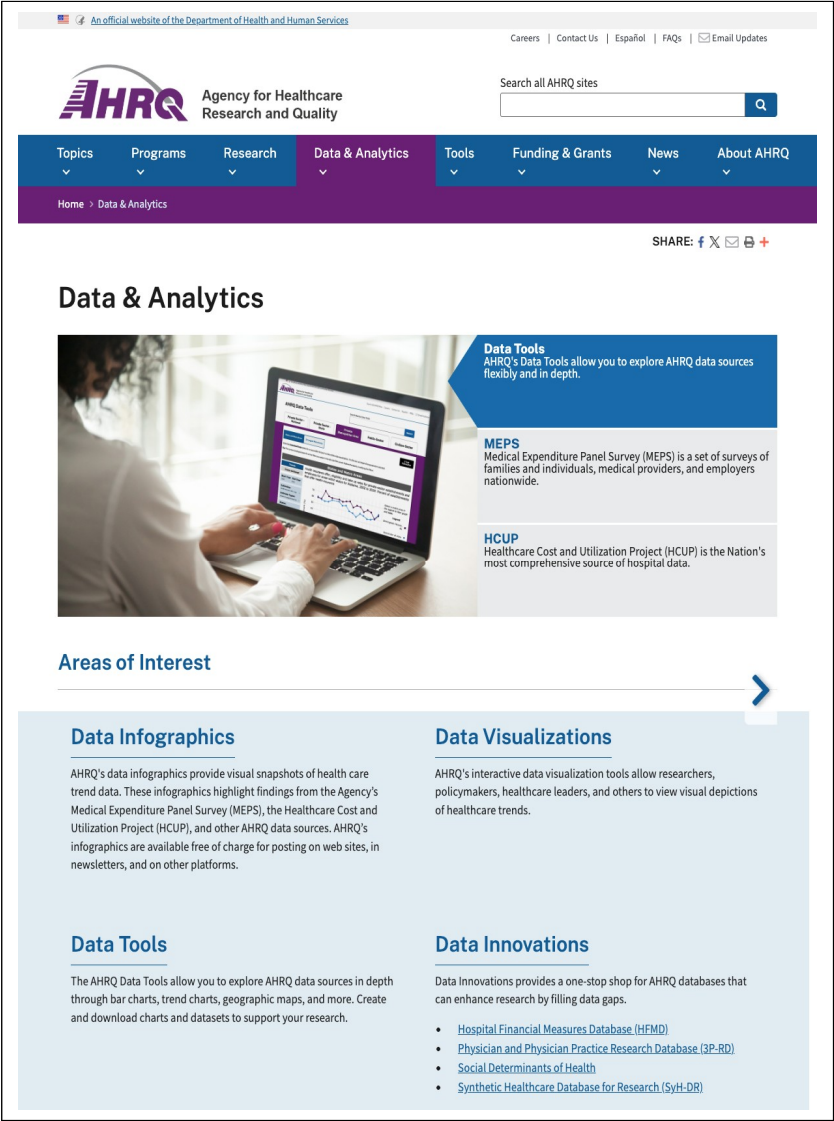 An official website of the Department of Health and Human Services
Careers | Contact Us | Español | FAQs | Email Updates
AHRQ
Agency for Healthcare
Research and Quality
Search all AHRQ sites
Topics Programs Research Data & Analytics Tools Funding & Grants News About AHRQ
Home > Data & Analytics
SHARE:
Data & Analytics
AHRQ Data Tools
Data Tools
AHRQ's Data Tools allow you to explore AHRQ data sources
flexibly and in depth.
MEPS
Medical Expenditure Panel Survey (MEPS) is a set of surveys of
families and individuals, medical providers, and employers
nationwide.
HCUP
Healthcare Cost and Utilization Project (HCUP) is the Nation's
most comprehensive source of hospital data.
Areas of Interest
Data Infographics
AHRQ's data infographics provide visual snapshots of health care
trend data. These infographics highlight findings from the Agency's
Medical Expenditure Panel Survey (MEPS), the Healthcare Cost and
Utilization Project (HCUP), and other AHRQ data sources. AHRQ's
infographics are available free of charge for posting on web sites, in
newsletters, and on other platforms.
Data Visualizations
AHRQ's interactive data visualization tools allow researchers,
policymakers, healthcare leaders, and others to view visual depictions
of healthcare trends.
Data Tools
The AHRQ Data Tools allow you to explore AHRQ data sources in depth
through bar charts, trend charts, geographic maps, and more. Create
and download charts and datasets to support your research.
Data Innovations
Data Innovations provides a one-stop shop for AHRQ databases that
can enhance research by filling data gaps.
• Hospital Financial Measures Database (HFMD)
• Physician and Physician Practice Research Database (3P-RD)
• Social Determinants of Health
• Synthetic Healthcare Database for Research (SyH-DR)